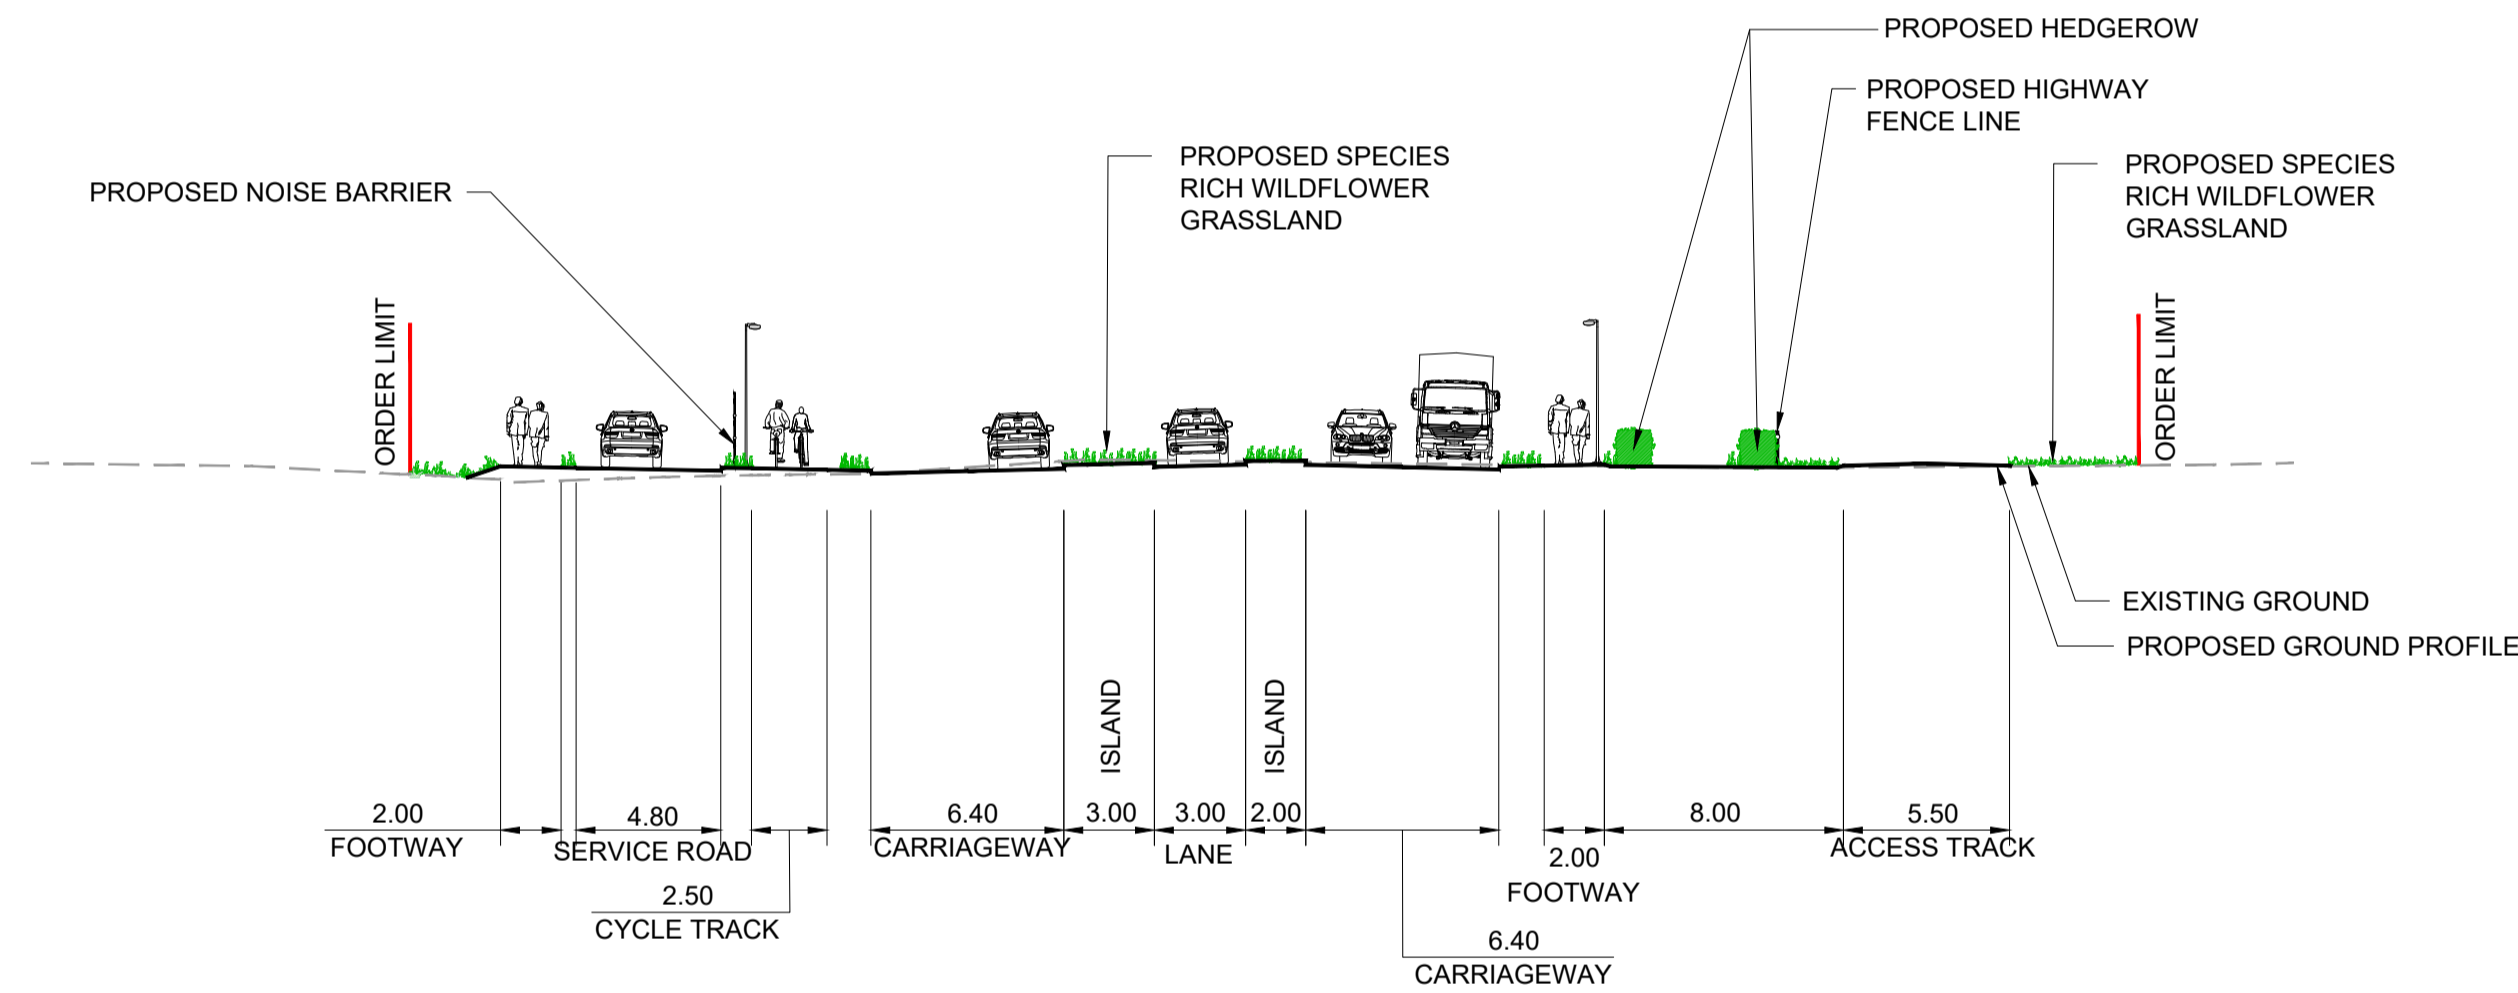 PROPOSED HEDGEROW
PROPOSED HIGHWAY
FENCE LINE
PROPOSED SPECIES
RICH WILDFLOWER
GRASSLAND
PROPOSED SPECIES
RICH WILDFLOWER
GRASSLAND
PROPOSED NOISE BARRIER
ORDER LIMIT
ORDER LIMIT
EXISTING GROUND
PROPOSED GROUND PROFILE
ISLAND
ISLAND
2.00
FOOTWAY
4.80
SERVICE ROAD
2.50
CYCLE TRACK
6.40
CARRIAGEWAY
3.00
3.00
LANE
2.00
6.40
CARRIAGEWAY
2.00
FOOTWAY
8.00
5.50
ACCESS TRACK